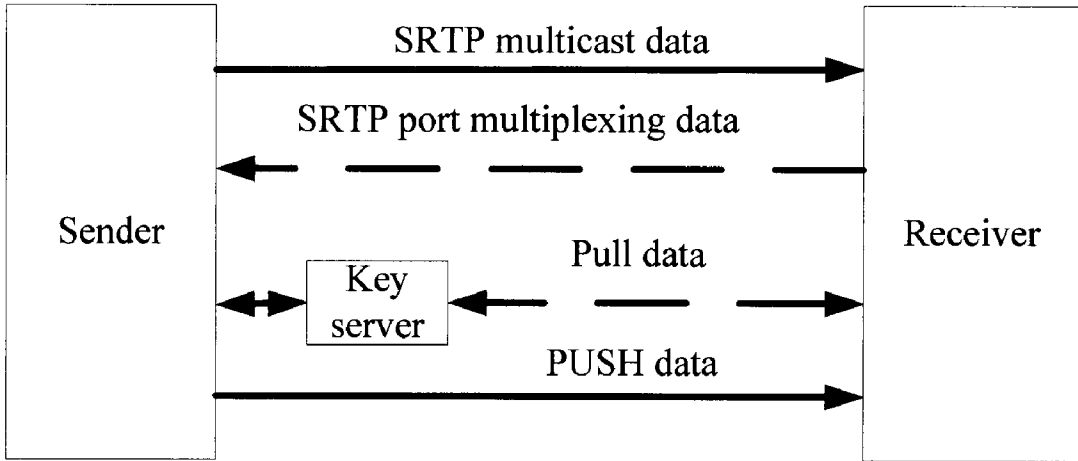 SRTP multicast data
SRTP port multiplexing data
Sender
Receiver
Pull data
Key
server
PUSH data